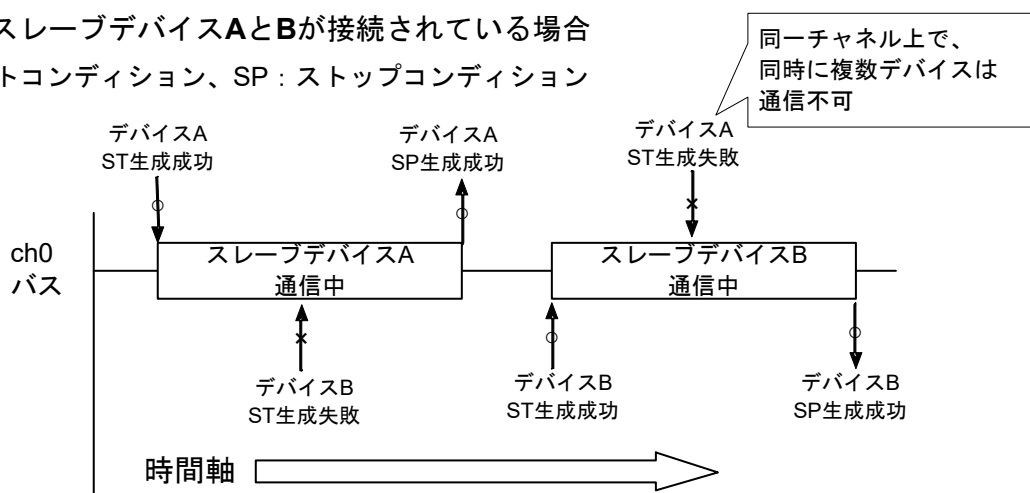 スレーブデバイスAとBが接続されている場合
トコンディション、SP：ストップコンディション
同一チャネル上で、
同時に複数デバイスは
通信不可
デバイスA
ST生成成功
デバイスA
SP生成成功
デバイスA
ST生成失敗
ch0
バス
スレーブデバイスA
通信中
スレーブデバイスB
通信中
デバイスB
ST生成失敗
デバイスB
ST生成成功
デバイスB
SP生成成功
時間軸